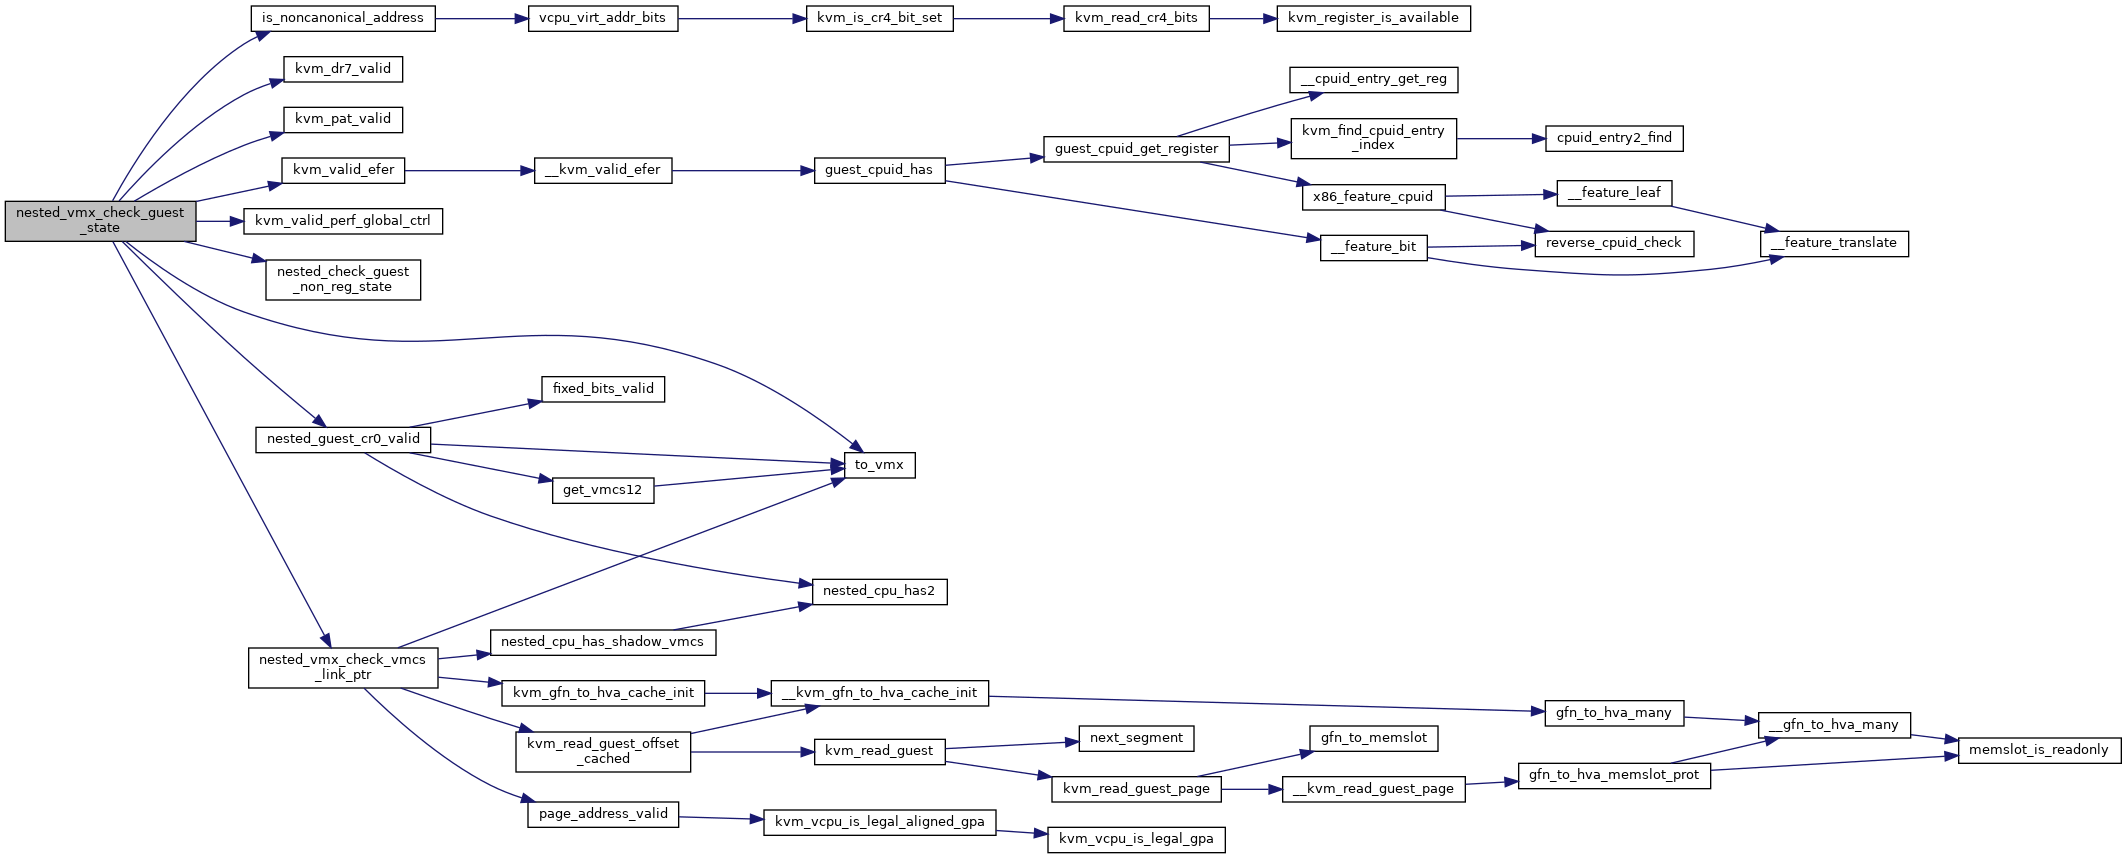 is_noncanonical_address
vcpu_virt_addr_bits
kvm_is_cr4_bit_set
kvm_read_cr4_bits
kvm_register_is_available
kvm_dr7_valid
__cpuid_entry_get_reg
kvm_pat_valid
kvm_find_cpuid_entry
_index
cpuid_entry2_find
guest_cpuid_get_register
kvm_valid_efer
__kvm_valid_efer
guest_cpuid_has
x86_feature_cpuid
__feature_leaf
nested_vmx_check_guest
_state
kvm_valid_perf_global_ctrl
__feature_bit
reverse_cpuid_check
__feature_translate
nested_check_guest
_non_reg_state
fixed_bits_valid
nested_guest_cr0_valid
to_vmx
get_vmcs12
nested_cpu_has2
nested_cpu_has_shadow_vmcs
nested_vmx_check_vmcs
_link_ptr
kvm_gfn_to_hva_cache_init
__kvm_gfn_to_hva_cache_init
gfn_to_hva_many
__gfn_to_hva_many
kvm_read_guest_offset
_cached
kvm_read_guest
next_segment
gfn_to_memslot
memslot_is_readonly
kvm_read_guest_page
__kvm_read_guest_page
gfn_to_hva_memslot_prot
page_address_valid
kvm_vcpu_is_legal_aligned_gpa
kvm_vcpu_is_legal_gpa